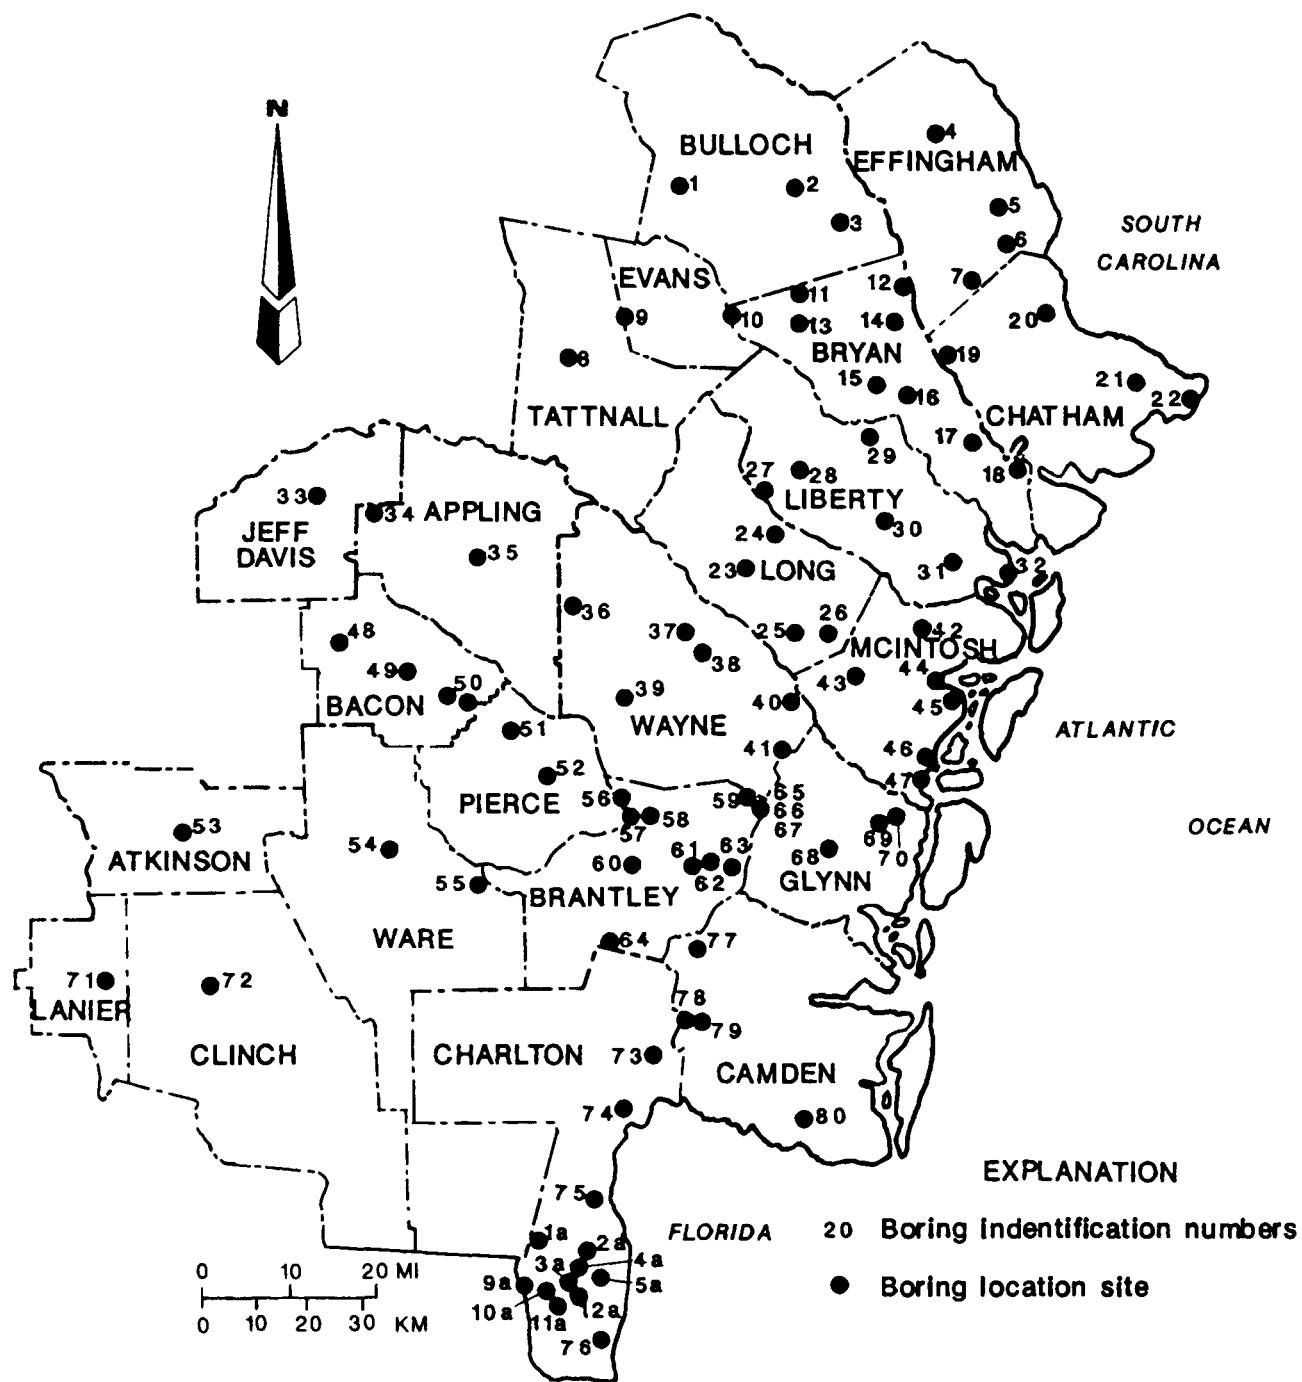 N
BULLOCH
4
EFFINGHAM
1
2
5
3
SOUTH
CAROLINA
6
EVANS
7
12
11
9
10
13
14
20
BRYAN
19
8
15
16
21
22
TATTNALL
CHATHAM
17
29
18
27
28
LIBERTY
33
34
APPLING
JEFF
DAVIS
30
24
35
23
LONG
31
32
36
26
25
37
42
48
38
MCINTOSH
49
44
43
50
39
45
BACON
40
WAYNE
51
ATLANTIC
41
46
52
47
PIERCE
56
59
65
66
53
57
58
67
OCEAN
54
61
63
69
70
ATKINSON
60
62
68
55
GLYNN
BRANTLEY
WARE
64
77
71
72
LANIER
78
79
CLINCH
CHARLTON
73
CAMDEN
74
80
EXPLANATION
75
FLORIDA
20 Boring indentification numbers
1a
2a
3a
4a
0 10 20 MI
9a
5a
Boring location site
10a
11a
12a
0 10 20 30 KM
76